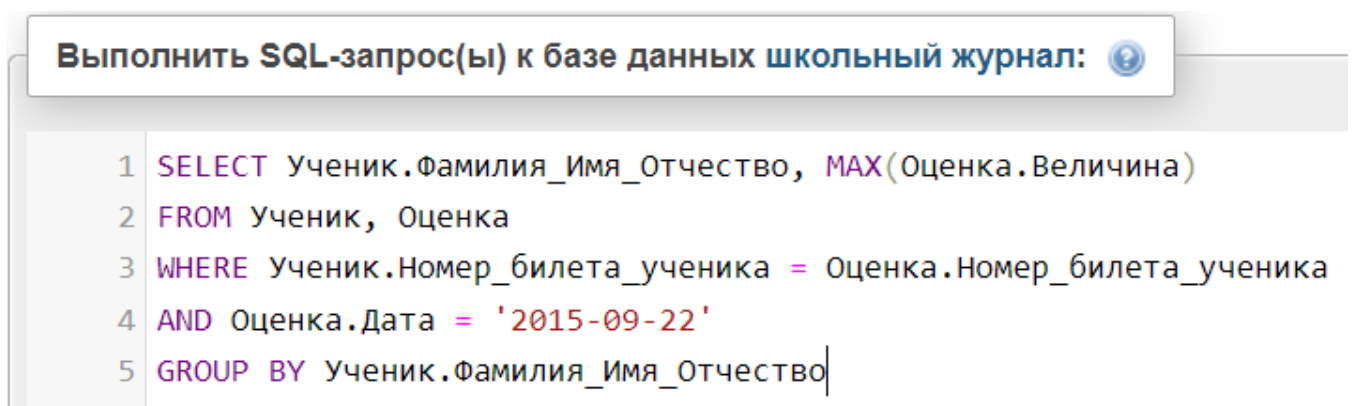 Выполнить SQL-запрос(ы) к базе данных школьный журнал:
1 SELECT Ученик.Фамилия_Имя_Отчество, MAX(Оценка.Величина)
2 FROM Ученик, Оценка
3 WHERE Ученик.Номер_билета_ученика = Оценка.Номер_билета_ученика
4 AND Оценка.Дата = '2015-09-22'
5 GROUP BY Ученик.Фамилия_Имя_Отчество